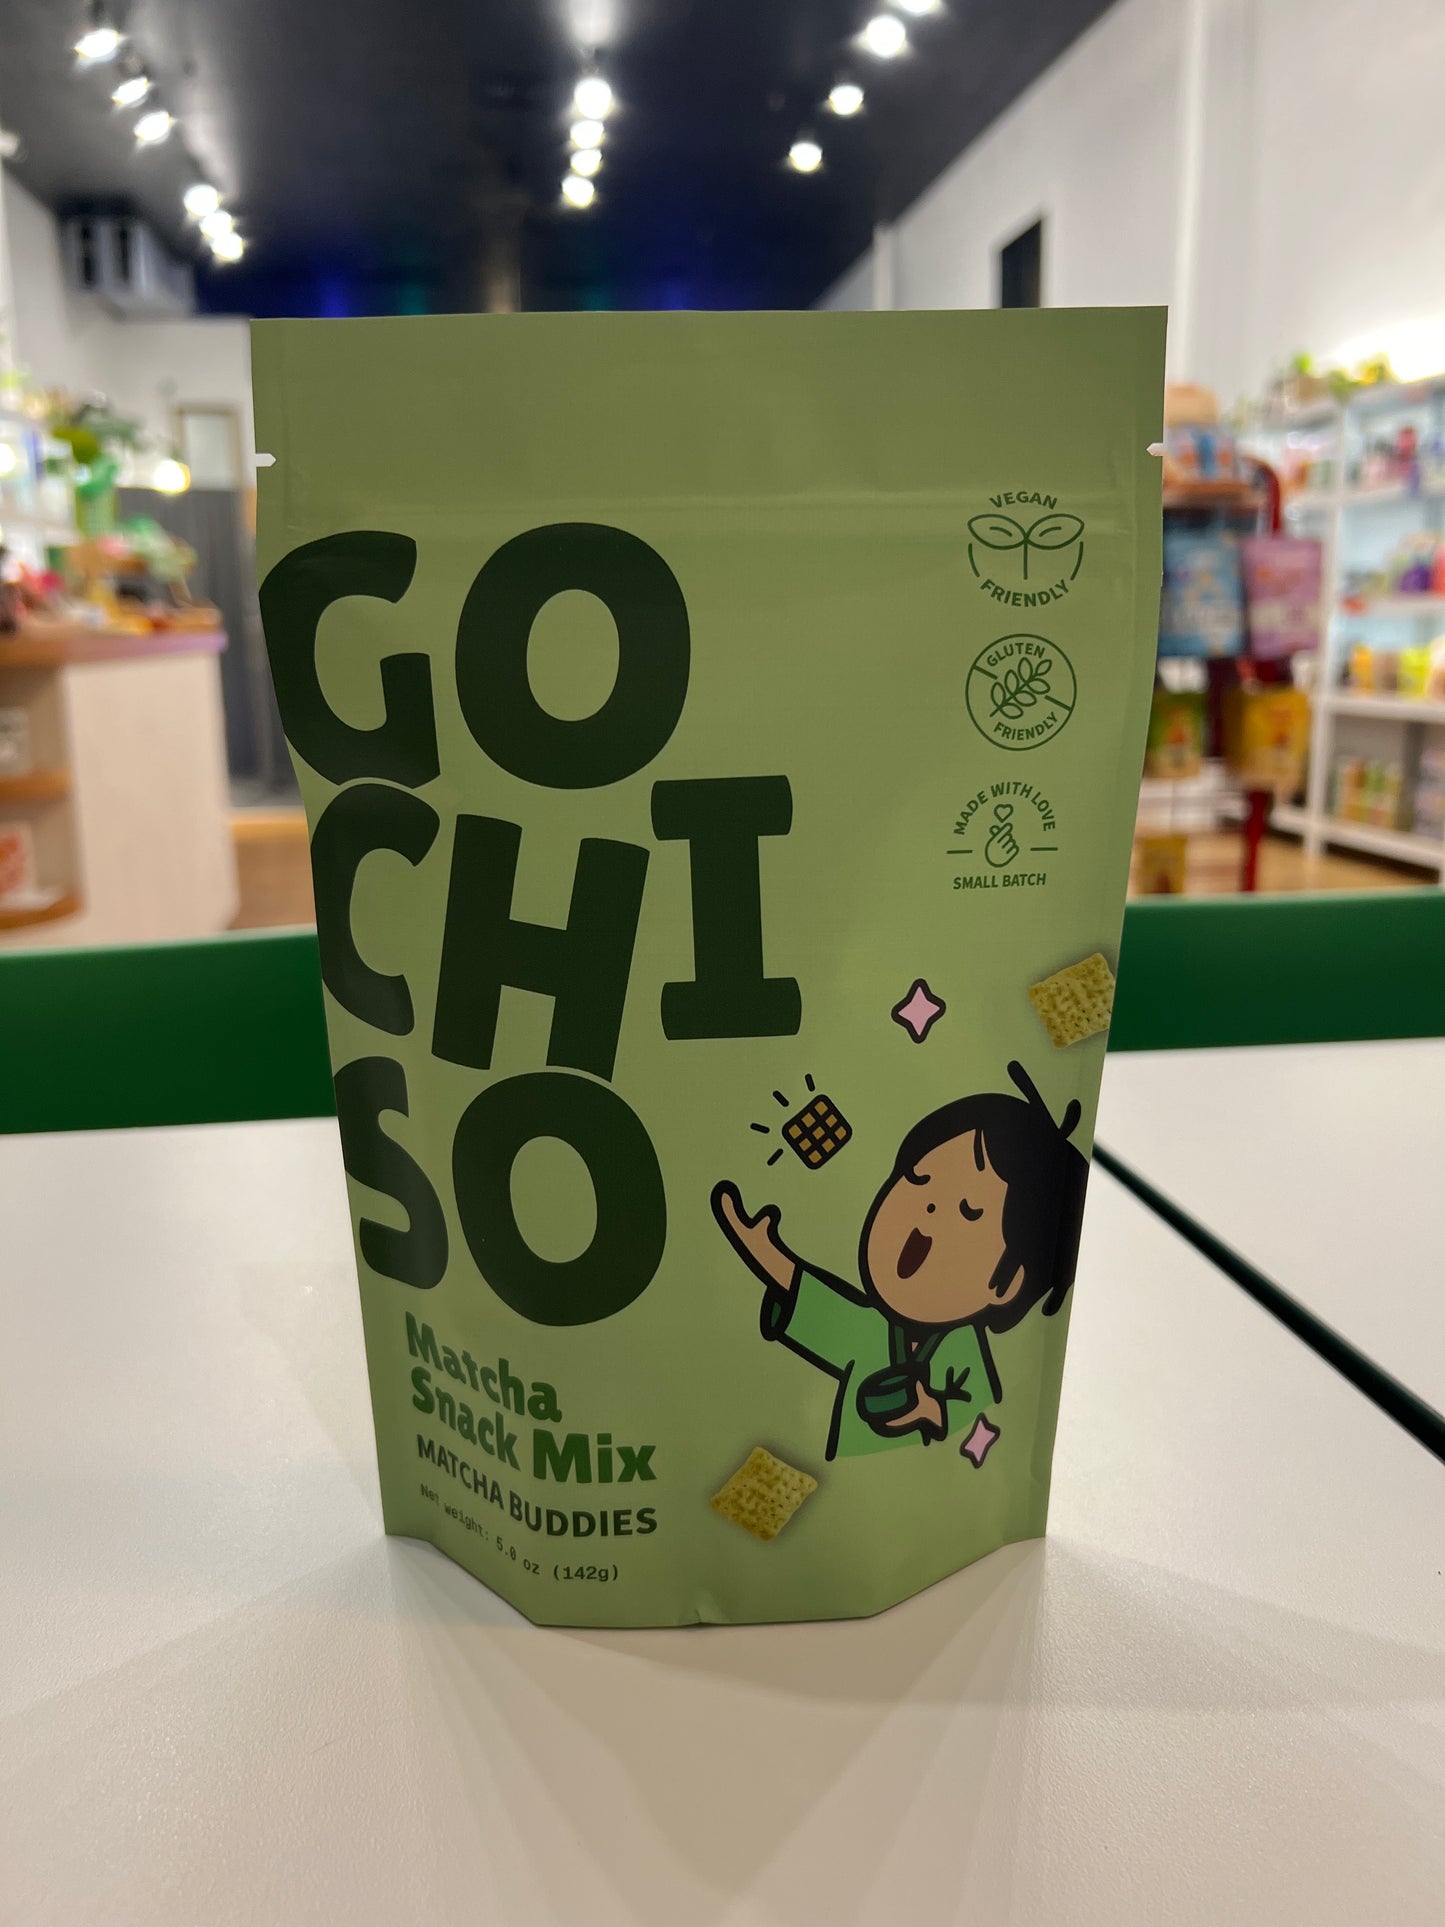 GO
CHI
SO
Matcha
Snack Mix
MATCHA BUDDIES
Net weight: 5.0 oz (142g)
VEGAN
FRIENDLY
GLUTEN
FRIENDLY
MADE WITH LOVE
SMALL BATCH